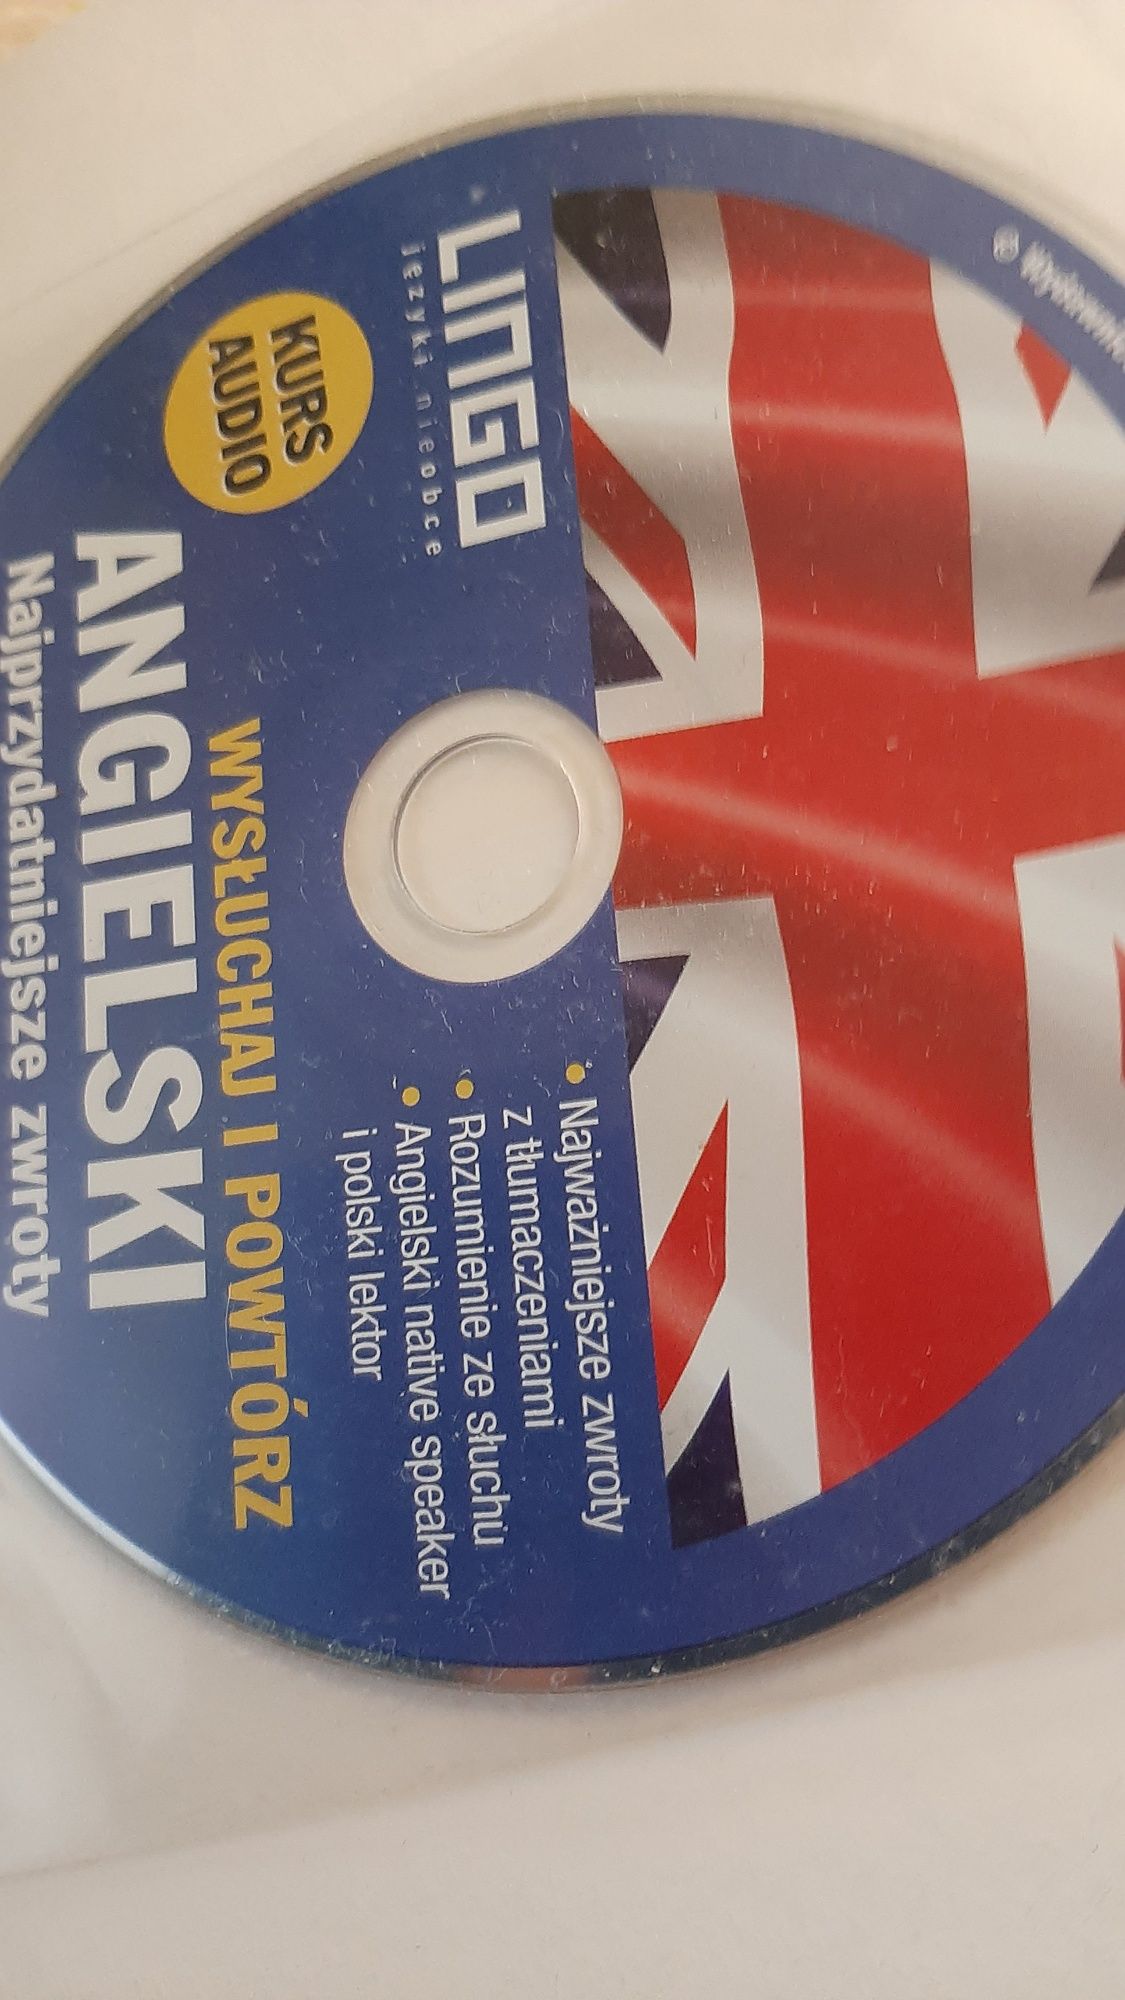 LINGO
języki.nieobce
• Najważniejsze zwroty
z tłumaczeniami
• Rozumienie ze słuchu
• Angielski native speaker
i polski lektor
KURS
AUDIO
WYSŁUCHAJ I POWTÓRZ
ANGIELSKI
Najprzydatniejsze zwroty